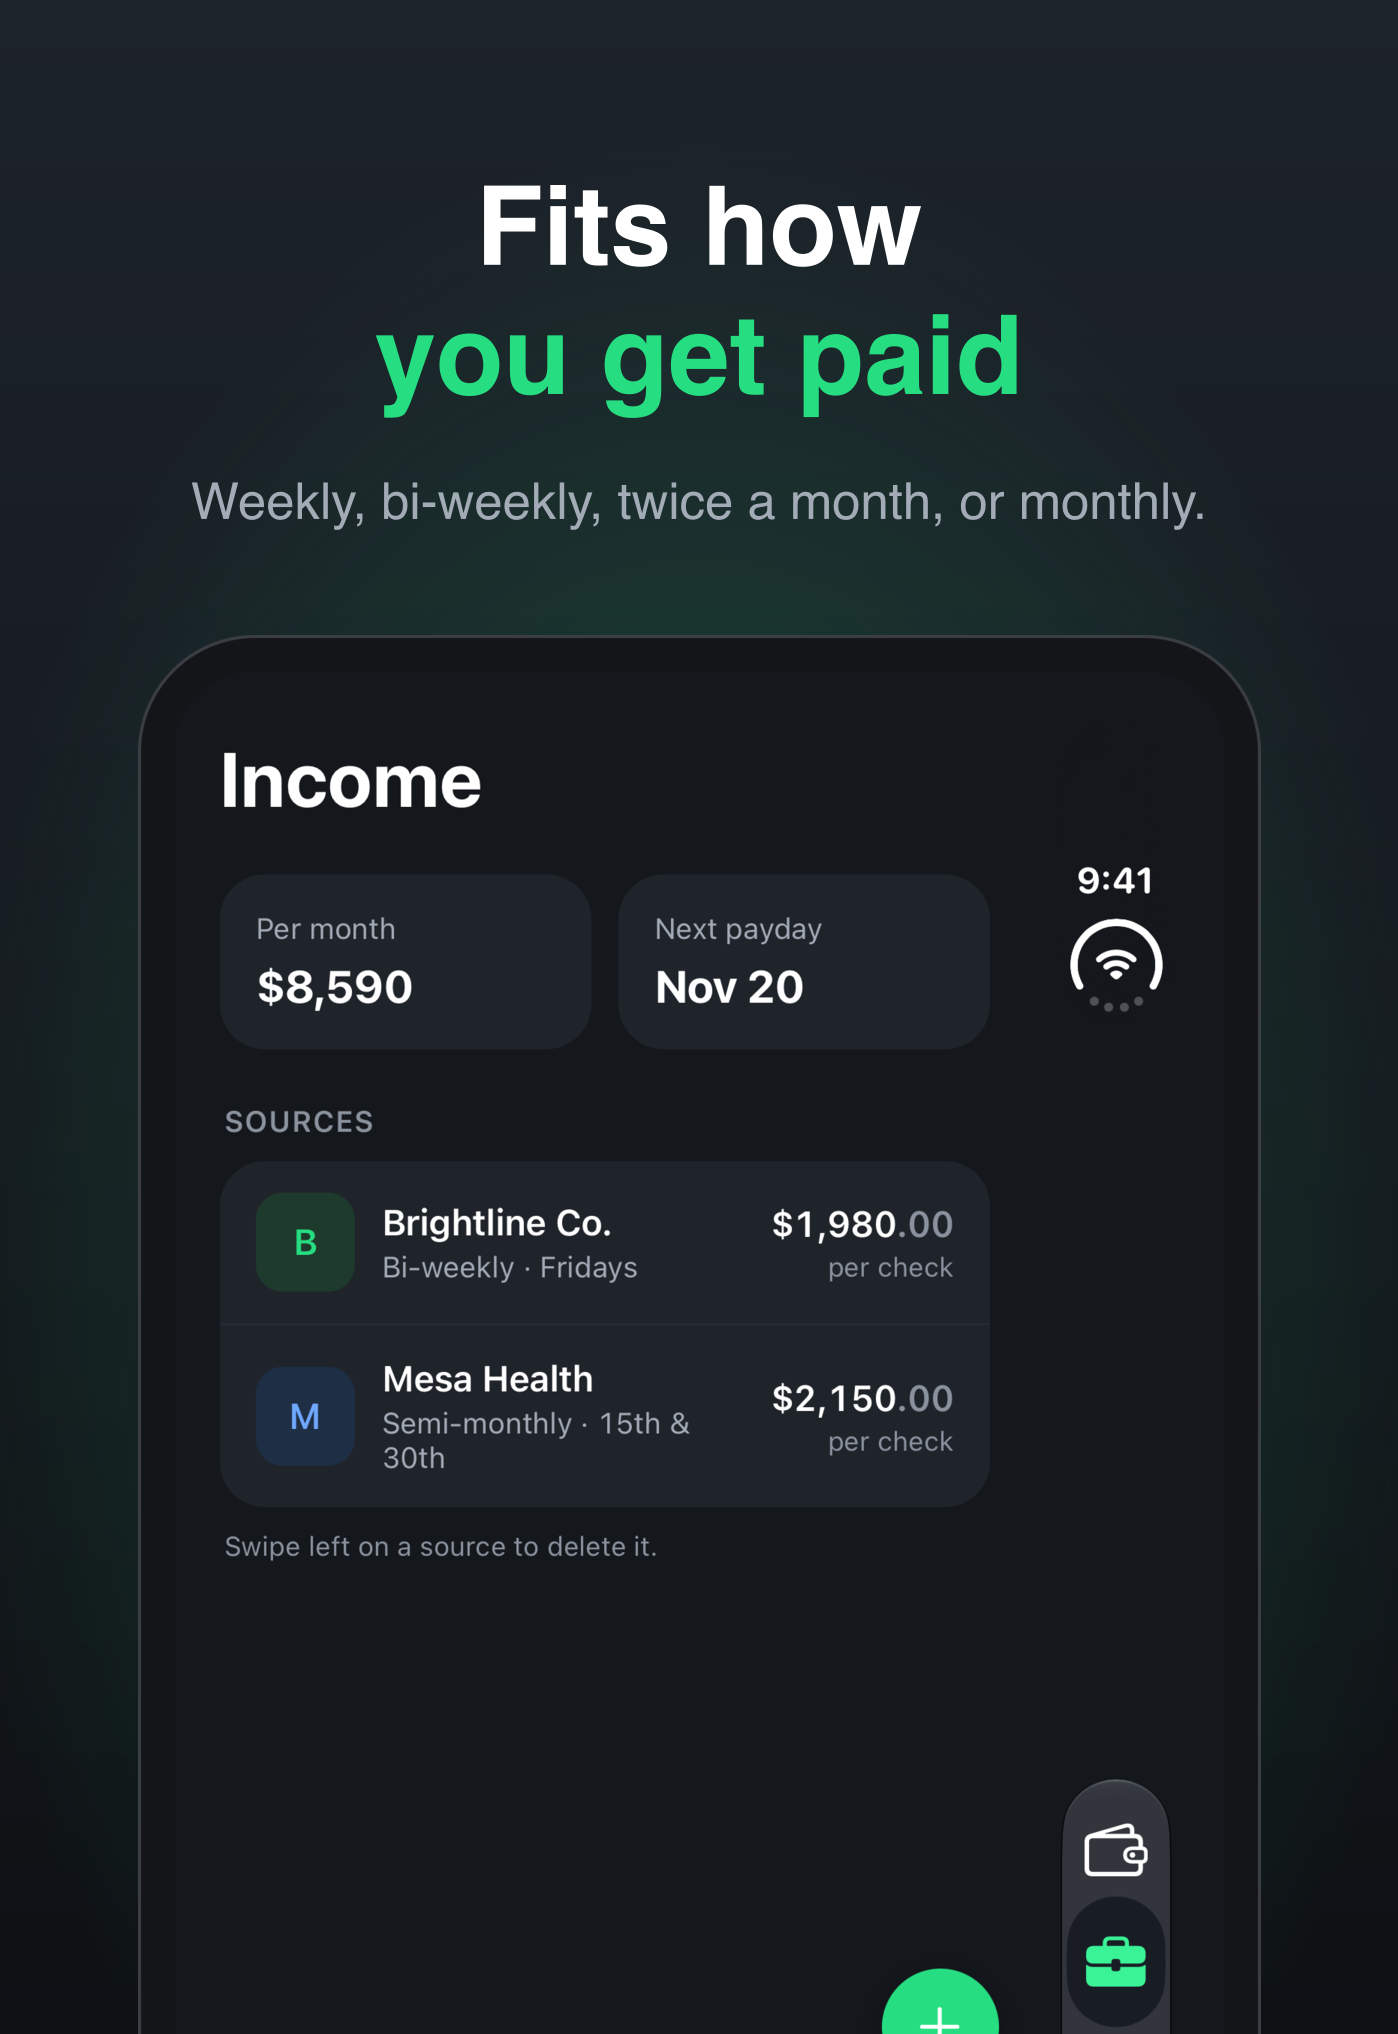 Fits how
you get paid
Weekly, bi-weekly, twice a month, or monthly.
Income
9:41
Per month
$8,590
Next payday
Nov 20
SOURCES
B
Brightline Co.
Bi-weekly · Fridays
$1,980.00
per check
M
Mesa Health
Semi-monthly · 15th &
30th
$2,150.00
per check
Swipe left on a source to delete it.